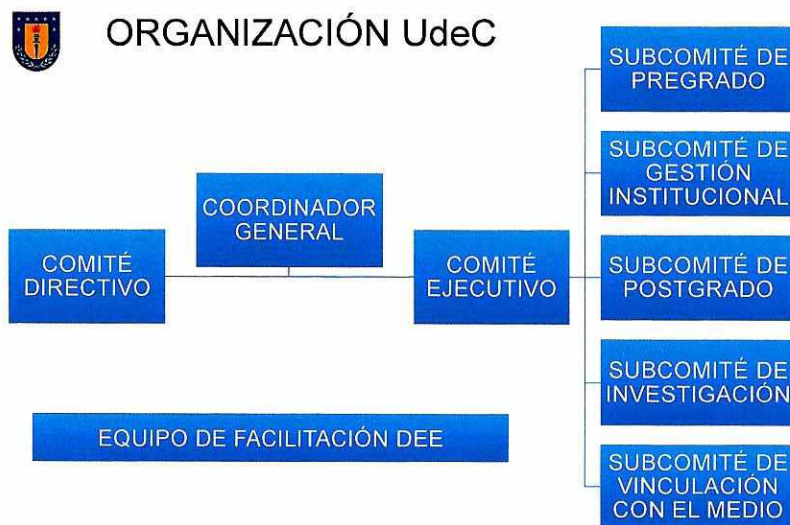 ORGANIZACIÓN UdeC
COMITÉ
DIRECTIVO
COORDINADOR
GENERAL
COMITÉ
EJECUTIVO
SUBCOMITÉ DE
PREGRADO
SUBCOMITÉ DE
GESTIÓN
INSTITUCIONAL
SUBCOMITÉ DE
POSTGRADO
SUBCOMITÉ DE
INVESTIGACIÓN
SUBCOMITÉ DE
VINCULACIÓN
CON EL MEDIO
EQUIPO DE FACILITACIÓN DEE